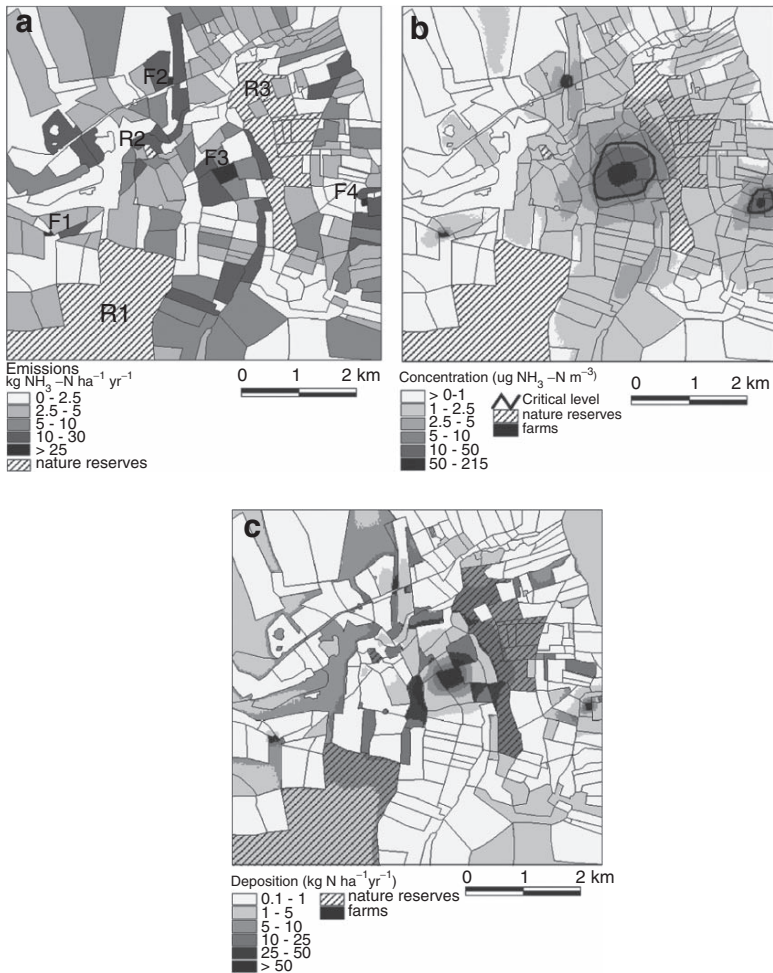 a
F2
R3
R2
F3
F4
F1
R1
Emissions
kg NH₃ –N ha⁻¹ yr⁻¹
0 - 2.5
2.5 - 5
5 - 10
10 - 30
> 25
nature reserves
0 1 2 km
b
Concentration (ug NH₃ –N m⁻³)
> 0-1
1 - 2.5
2.5 - 5
5 - 10
10 - 50
50 - 215
Critical level
nature reserves
farms
0 1 2 km
c
Deposition (kg N ha⁻¹yr⁻¹)
0.1 - 1
1 - 5
5 - 10
10 - 25
25 - 50
> 50
nature reserves
farms
0 1 2 km